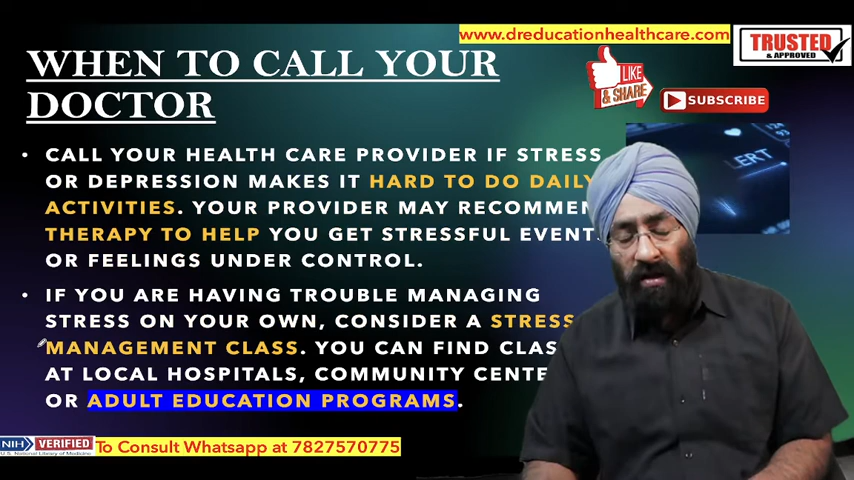 www.dreducationhealthcare.com
TRUSTED
& APPROVED
WHEN TO CALL YOUR
DOCTOR
LIKE
& SHARE
SUBSCRIBE
• CALL YOUR HEALTH CARE PROVIDER IF STRESS
OR DEPRESSION MAKES IT HARD TO DO DAILY
ACTIVITIES. YOUR PROVIDER MAY RECOMMEN
THERAPY TO HELP YOU GET STRESSFUL EVENT
OR FEELINGS UNDER CONTROL.
• IF YOU ARE HAVING TROUBLE MANAGING
STRESS ON YOUR OWN, CONSIDER A STRESS
MANAGEMENT CLASS. YOU CAN FIND CLAS
AT LOCAL HOSPITALS, COMMUNITY CENTE
OR ADULT EDUCATION PROGRAMS.
NIH VERIFIED
U.S. National Library of Medicine
To Consult Whatsapp at 7827570775